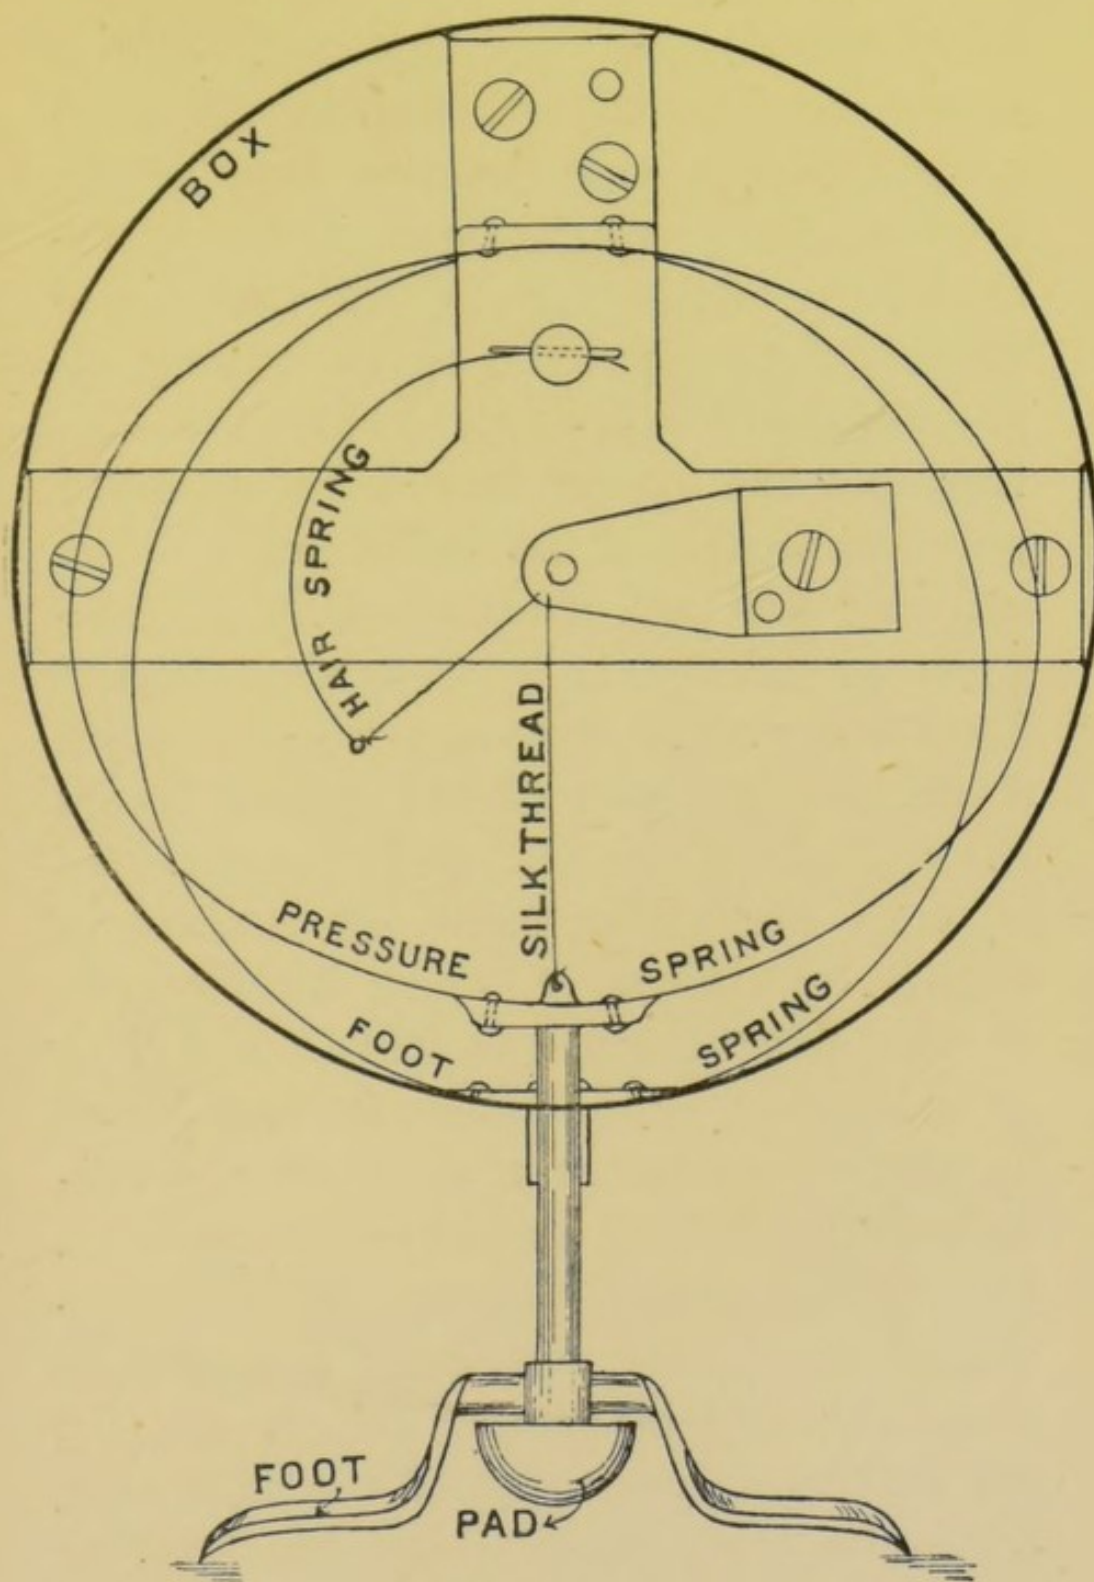 BOX
HAIR SPRING
SILK THREAD
PRESSURE SPRING
FOOT SPRING
FOOT
PAD